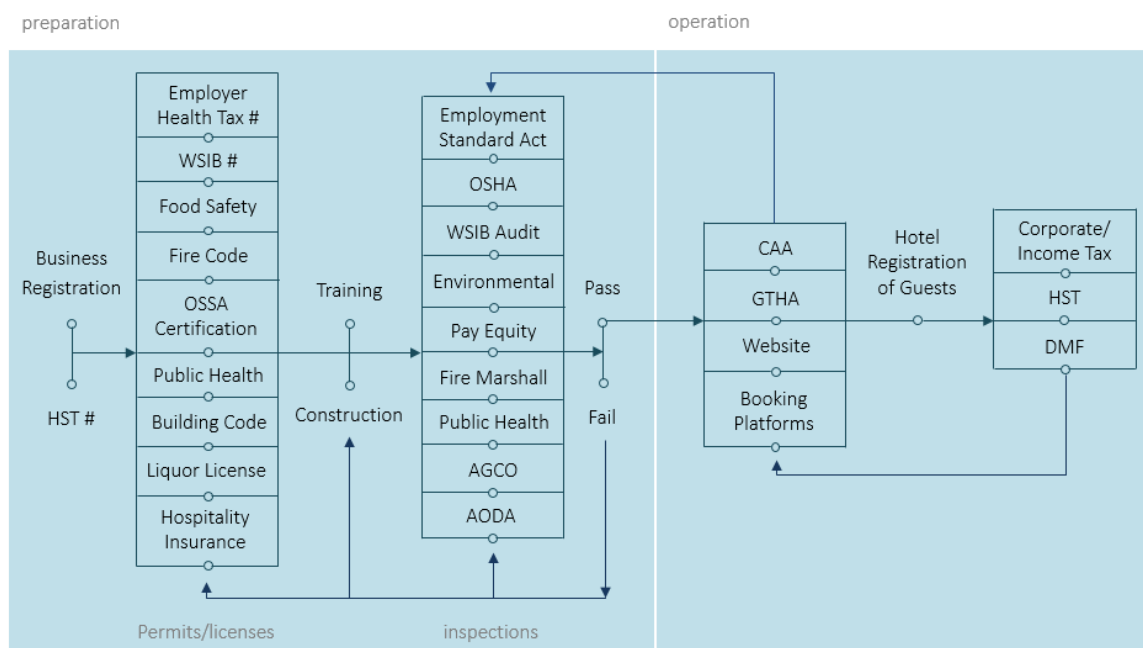 preparation
operation
Business
Registration
HST #
Employer
Health Tax #
WSIB #
Food Safety
Fire Code
OSSA
Certification
Public Health
Building Code
Liquor License
Hospitality
Insurance
Permits/licenses
Training
Construction
Employment
Standard Act
OSHA
WSIB Audit
Environmental
Pay Equity
Fire Marshall
Public Health
AGCO
AODA
inspections
Pass
Fail
CAA
GTHA
Website
Booking
Platforms
Hotel
Registration
of Guests
Corporate/
Income Tax
HST
DMF